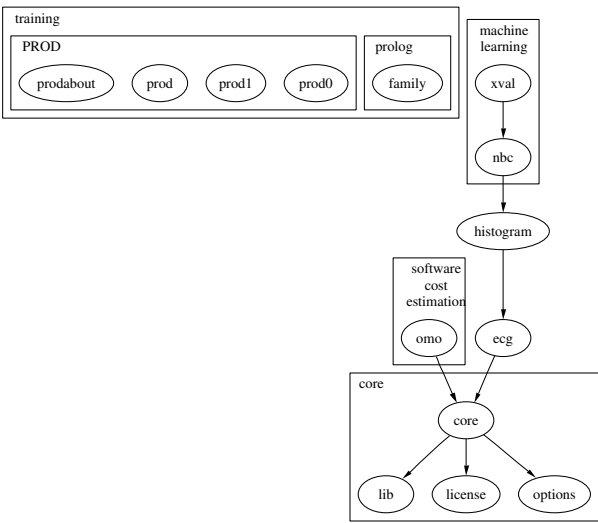 training
PROD
prodabout
prod
prod1
prod0
prolog
family
machine
learning
xval
nbc
histogram
software
cost
estimation
omo
ecg
core
core
lib
license
options